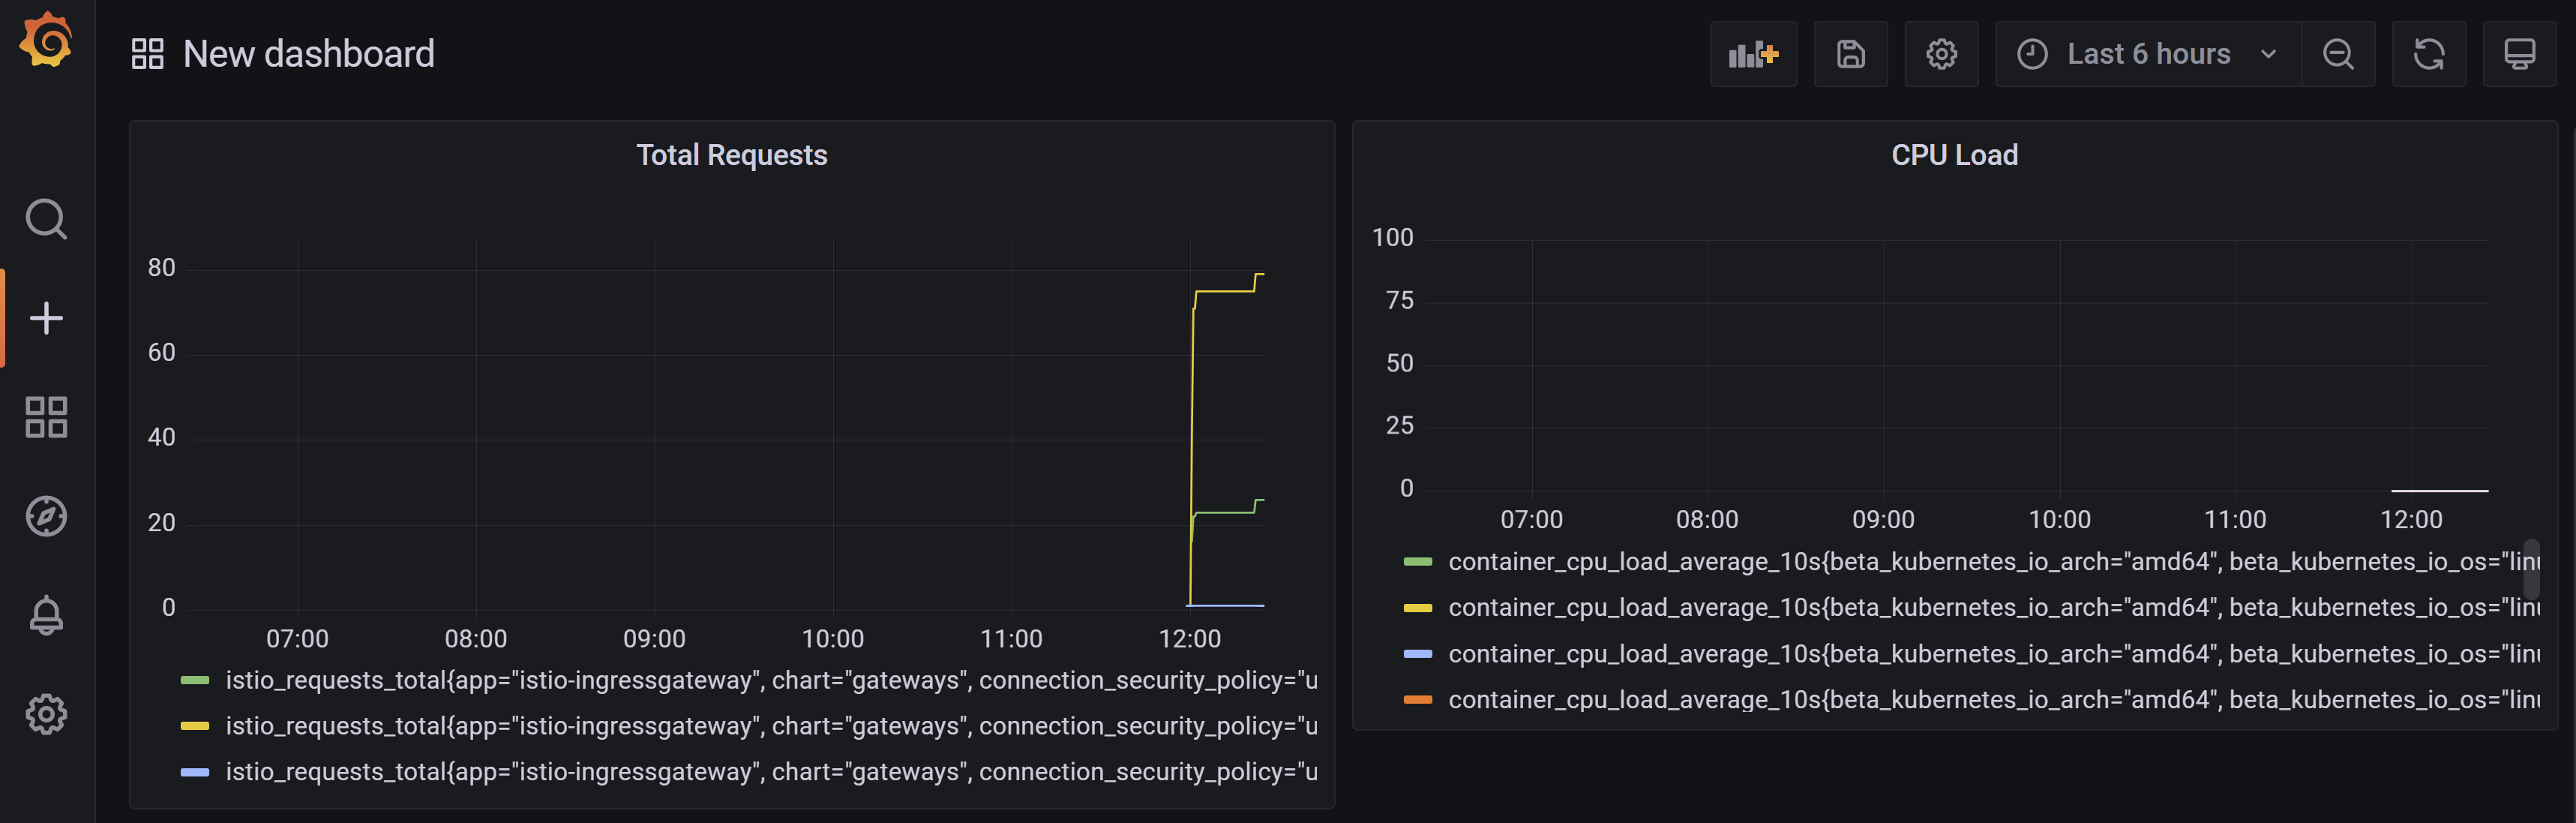 New dashboard
Last 6 hours
Total Requests
80
60
40
20
0
07:00 08:00 09:00 10:00 11:00 12:00
istio_requests_total{app="istio-ingressgateway", chart="gateways", connection_security_policy="u
istio_requests_total{app="istio-ingressgateway", chart="gateways", connection_security_policy="u
istio_requests_total{app="istio-ingressgateway", chart="gateways", connection_security_policy="u
CPU Load
100
75
50
25
0
07:00 08:00 09:00 10:00 11:00 12:00
container_cpu_load_average_10s{beta_kubernetes_io_arch="amd64", beta_kubernetes_io_os="linu
container_cpu_load_average_10s{beta_kubernetes_io_arch="amd64", beta_kubernetes_io_os="linu
container_cpu_load_average_10s{beta_kubernetes_io_arch="amd64", beta_kubernetes_io_os="linu
container_cpu_load_average_10s{beta_kubernetes_io_arch="amd64", beta_kubernetes_io_os="linu